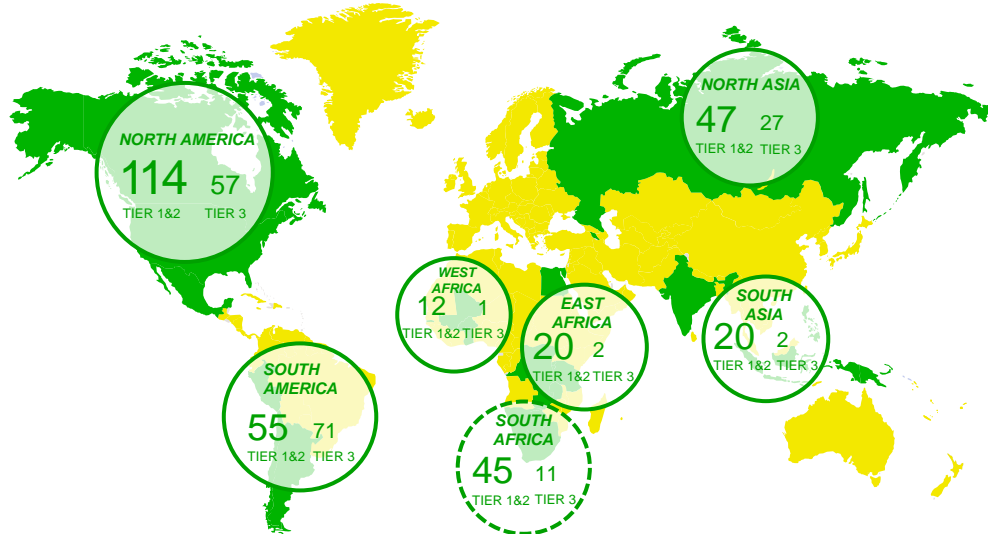 NORTH AMERICA
114 57
TIER 1&2 TIER 3
NORTH ASIA
47 27
TIER 1&2 TIER 3
WEST
AFRICA
12 1
TIER 1&2 TIER 3
EAST
AFRICA
20 2
TIER 1&2 TIER 3
SOUTH
ASIA
20 2
TIER 1&2 TIER 3
SOUTH
AMERICA
55 71
TIER 1&2 TIER 3
SOUTH
AFRICA
45 11
TIER 1&2 TIER 3